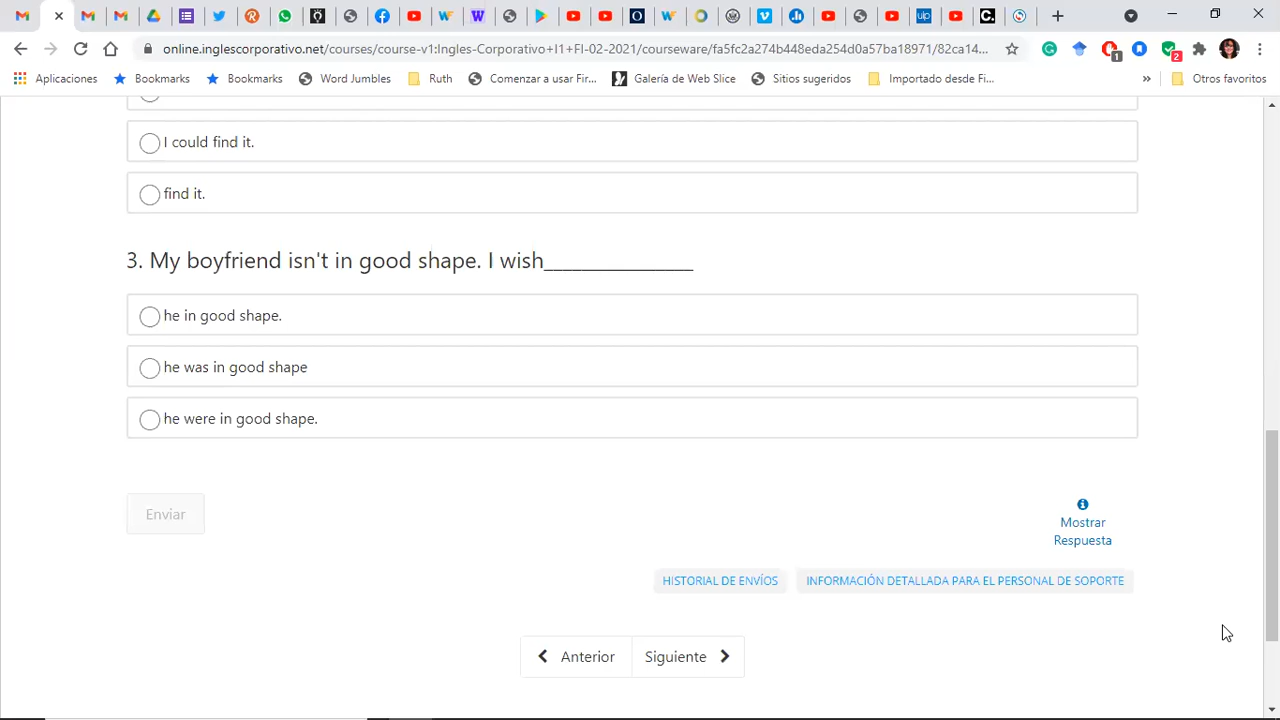 online.inglescorporativo.net/courses/course-v1:Ingles-Corporativo+I1+FI-02-2021/courseware/fa5fc2a274b448eda254d0a57ba18971/82ca14...
Aplicaciones Bookmarks Bookmarks Word Jumbles Ruth Comenzar a usar Fir... Galería de Web Slice Sitios sugeridos Importado desde Fi... » Otros favoritos
I could find it.
find it.
3. My boyfriend isn't in good shape. I wish________________
he in good shape.
he was in good shape
he were in good shape.
Enviar
Mostrar
Respuesta
HISTORIAL DE ENVÍOS INFORMACIÓN DETALLADA PARA EL PERSONAL DE SOPORTE
Anterior Siguiente